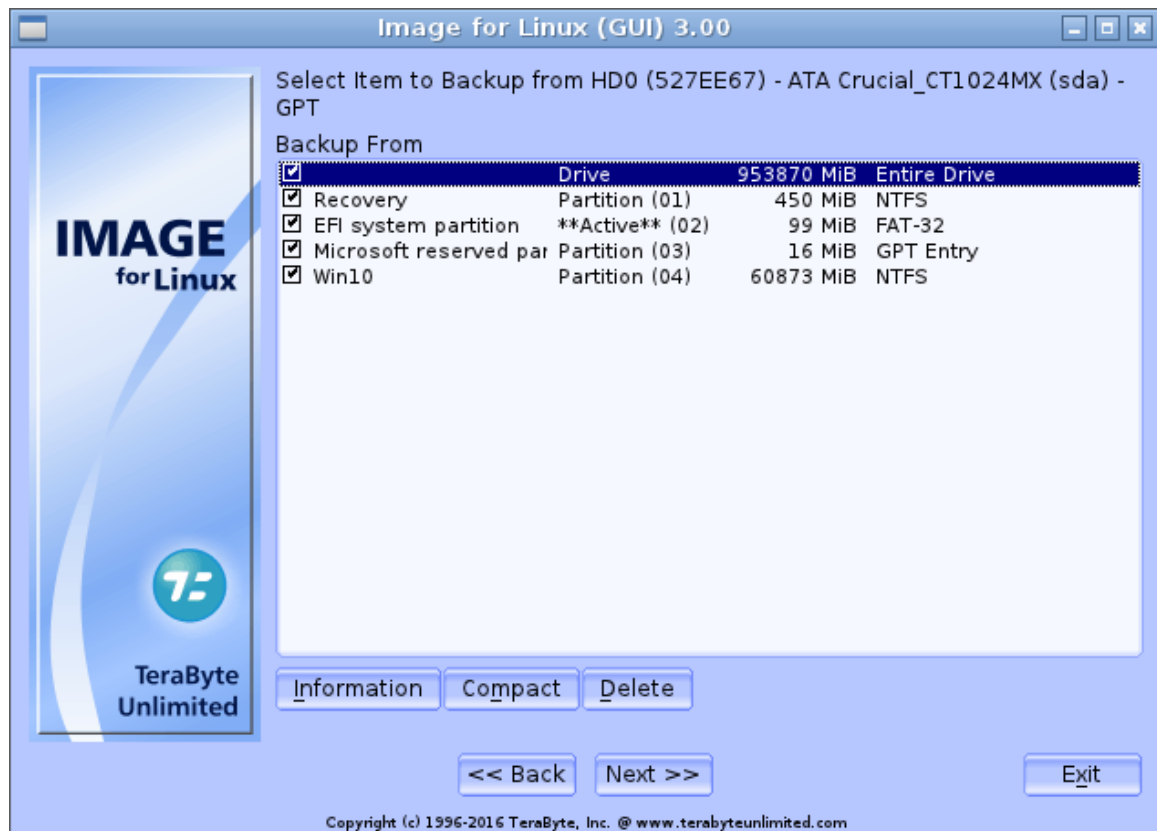 Image for Linux (GUI) 3.00
Select Item to Backup from HD0 (527EE67) - ATA Crucial_CT1024MX (sda) -
GPT
Backup From
Drive 953870 MiB Entire Drive
Recovery Partition (01) 450 MiB NTFS
EFI system partition **Active** (02) 99 MiB FAT-32
Microsoft reserved par Partition (03) 16 MiB GPT Entry
Win10 Partition (04) 60873 MiB NTFS
IMAGE
for Linux
TeraByte
Unlimited
Information Compact Delete
<< Back Next >> Exit
Copyright (c) 1996-2016 TeraByte, Inc. @ www.terabyteunlimited.com